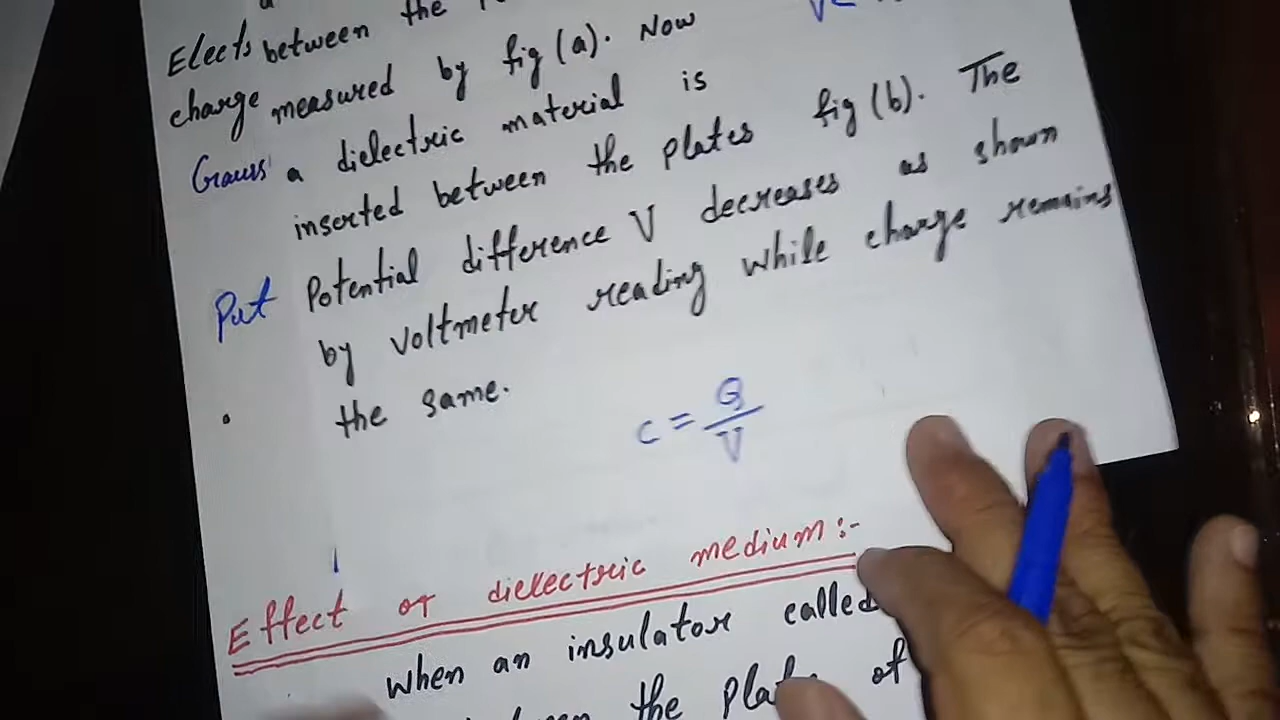 Elects between the
charge measured by fig (a). Now
Gauss' a dielectric material is
inserted between the plates fig (b). The
Put Potential difference V decreases as shown
by voltmeter reading while charge remains
the same.
C = Q/V
Effect or dielectric medium:-
When an insulator called
the plates of